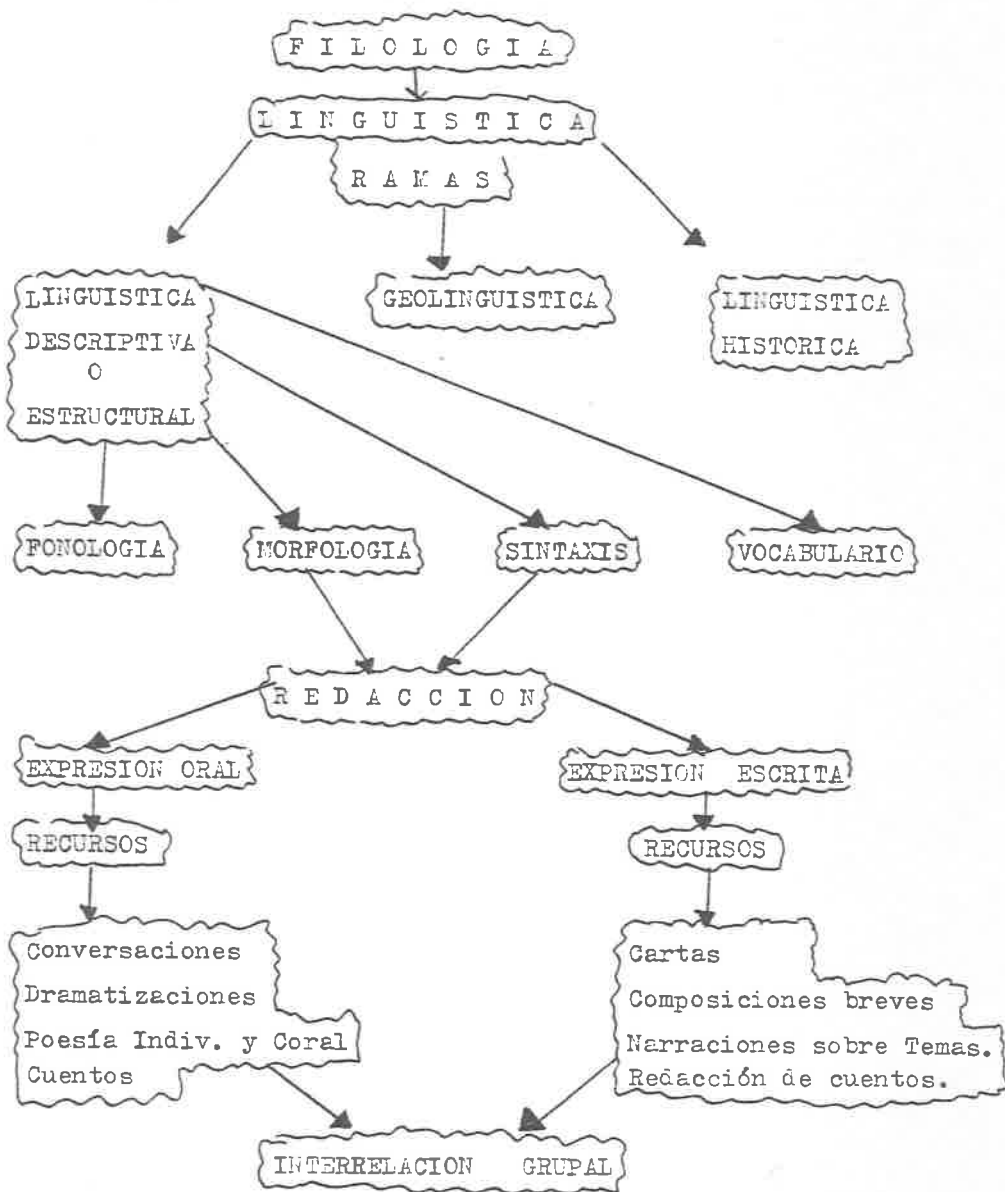 F I L O L O G I A
L I N G U I S T I C A
R A M A S
LINGUISTICA
DESCRIPTIVA
O
ESTRUCTURAL
GEOLINGUISTICA
LINGUISTICA
HISTORICA
FONOLOGIA
MORFOLOGIA
SINTAXIS
VOCABULARIO
R E D A C C I O N
EXPRESION ORAL
EXPRESION ESCRITA
RECURSOS
RECURSOS
Conversaciones
Dramatizaciones
Poesía Indiv. y Coral
Cuentos
Cartas
Composiciones breves
Narraciones sobre Temas.
Redacción de cuentos.
INTERRELACION GRUPAL